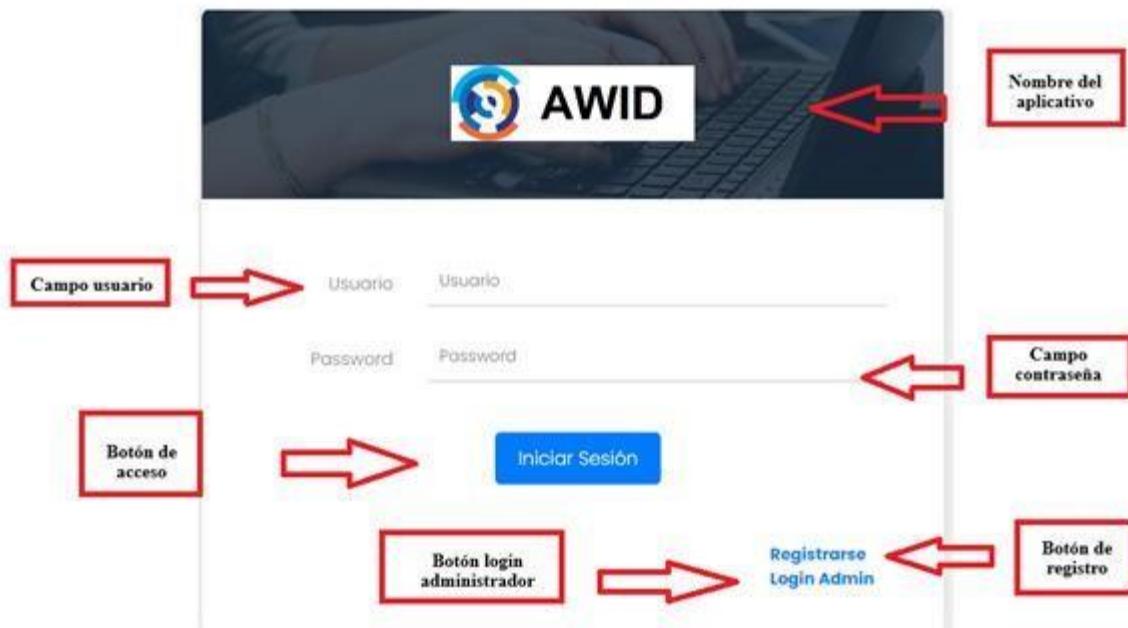 AWID
Nombre del
aplicativo
Campo usuario
Usuario
Usuario
Password
Password
Campo
contraseña
Botón de
acceso
Iniciar Sesión
Botón login
administrador
Registrarse
Login Admin
Botón de
registro